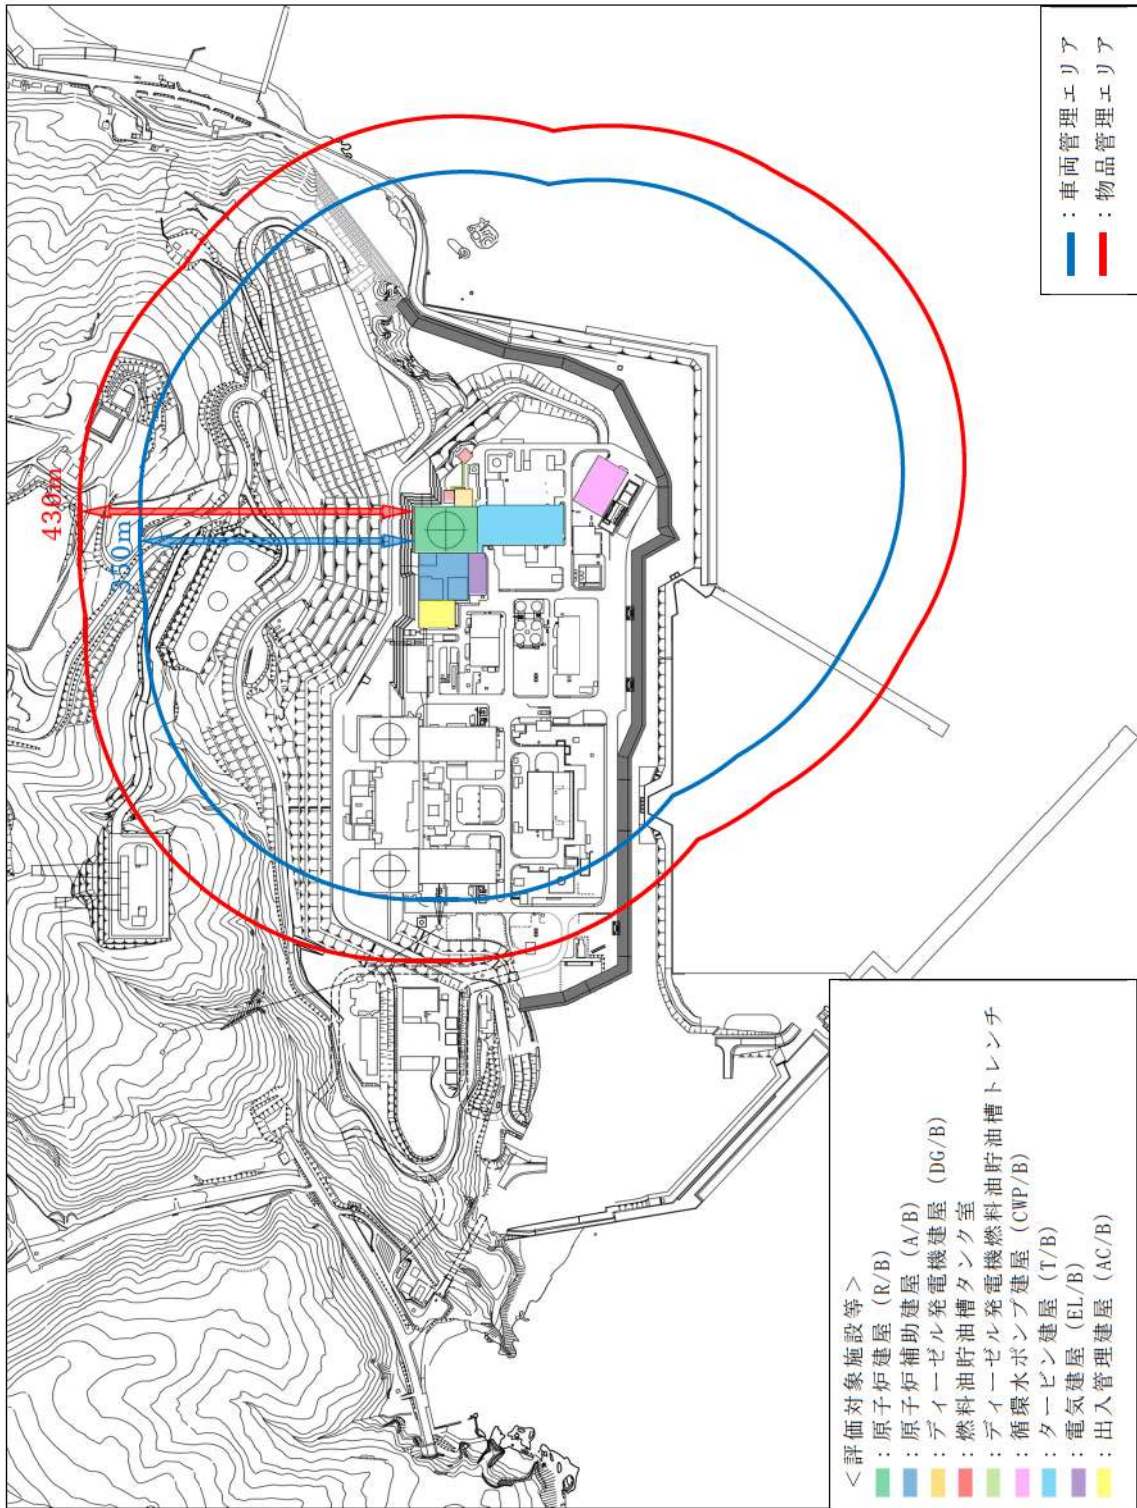 430m
350m
：車両管理エリア
：物品管理エリア
＜評価対象施設等＞
：原子炉建屋 (R/B)
：原子炉補助建屋 (A/B)
：ディーゼル発電機建屋 (DG/B)
：燃料油貯油槽タンク室
：ディーゼル発電機燃料油貯油槽トレンチ
：循環水ポンプ建屋 (CWP/B)
：タービン建屋 (T/B)
：電気建屋 (EL/B)
：出入管理建屋 (AC/B)